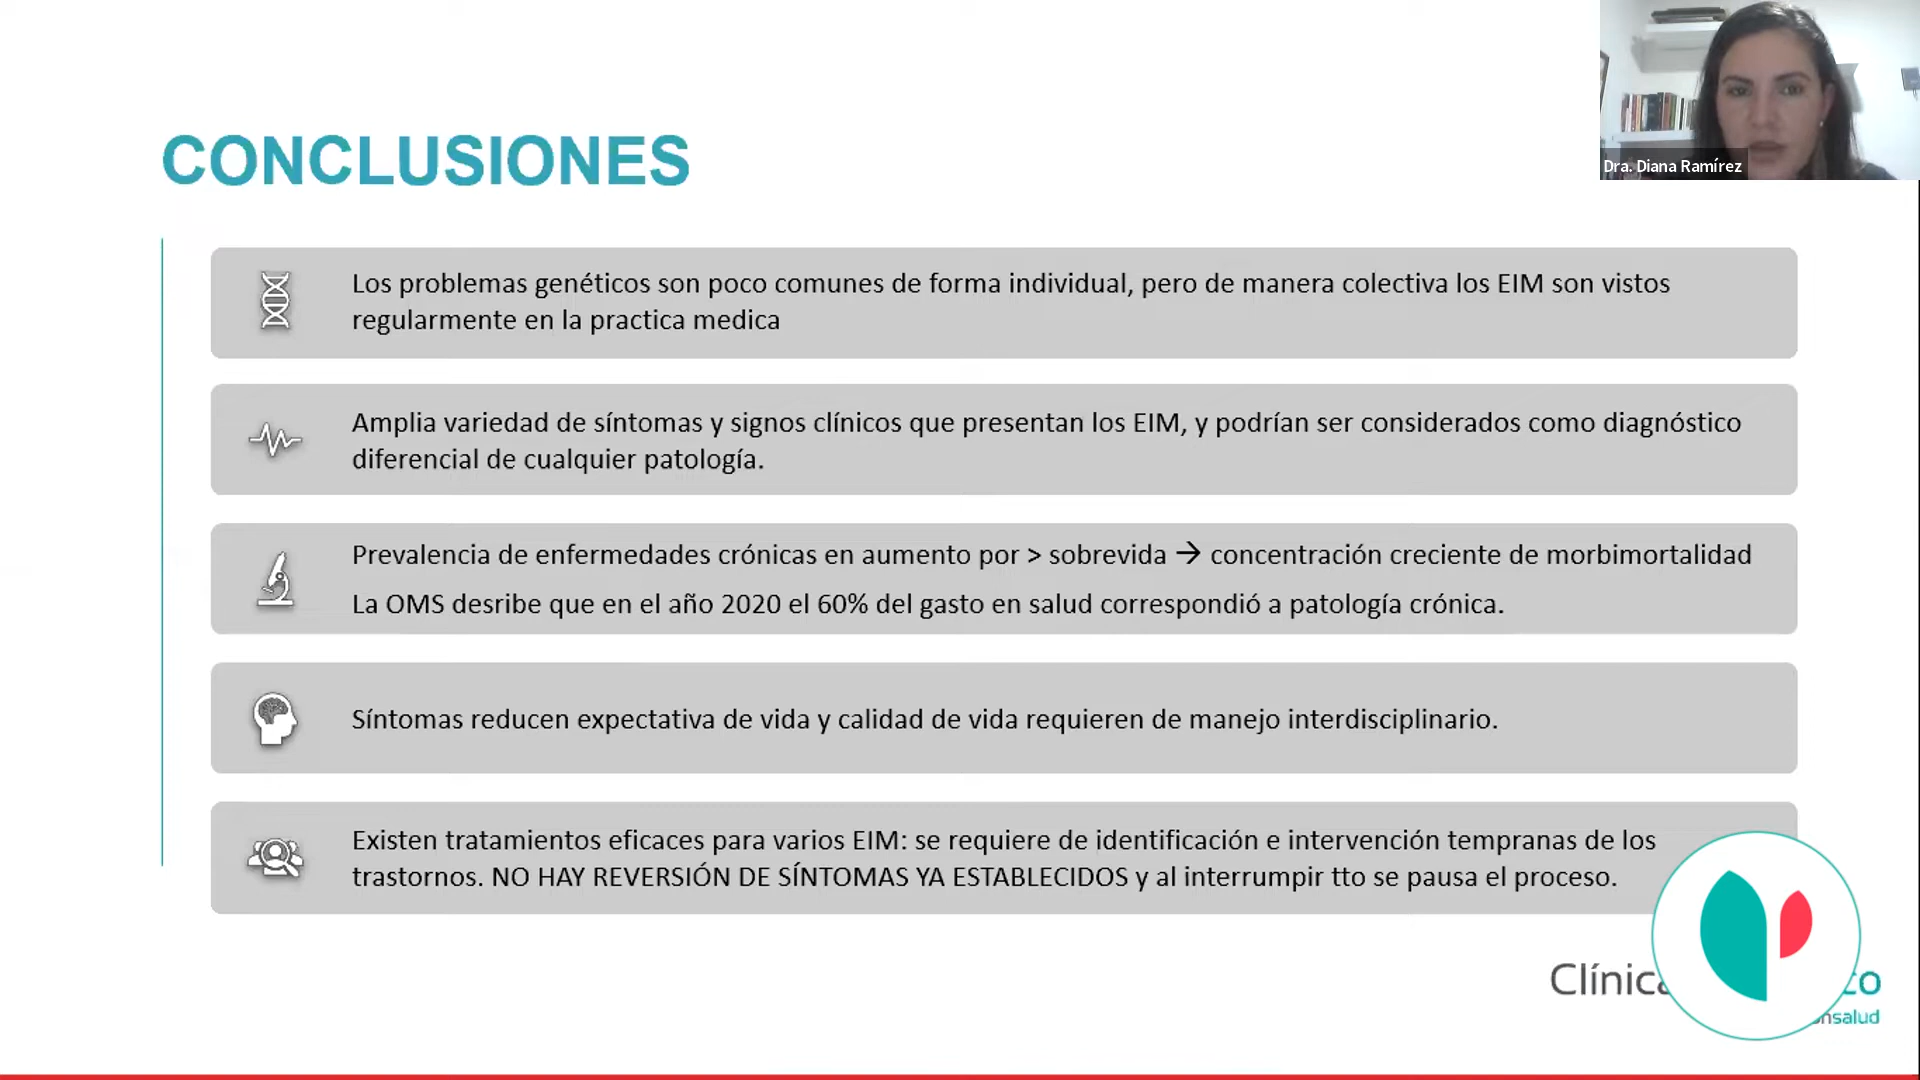 Dra. Diana Ramírez
CONCLUSIONES
Los problemas genéticos son poco comunes de forma individual, pero de manera colectiva los EIM son vistos
regularmente en la practica medica
Amplia variedad de síntomas y signos clínicos que presentan los EIM, y podrían ser considerados como diagnóstico
diferencial de cualquier patología.
Prevalencia de enfermedades crónicas en aumento por > sobrevida → concentración creciente de morbimortalidad
La OMS desribe que en el año 2020 el 60% del gasto en salud correspondió a patología crónica.
Síntomas reducen expectativa de vida y calidad de vida requieren de manejo interdisciplinario.
Existen tratamientos eficaces para varios EIM: se requiere de identificación e intervención tempranas de los
trastornos. NO HAY REVERSIÓN DE SÍNTOMAS YA ESTABLECIDOS y al interrumpir tto se pausa el proceso.
Clínica